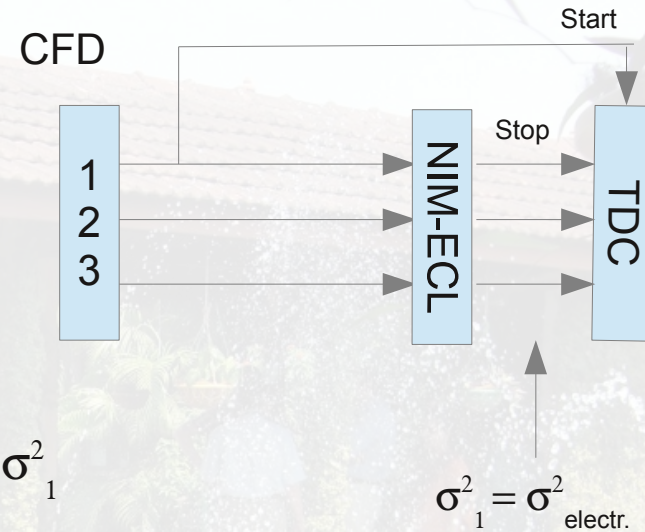 Start
CFD
Stop
1
2
3
NIM-ECL
TDC
σ²₁
σ²₁ = σ²electr.